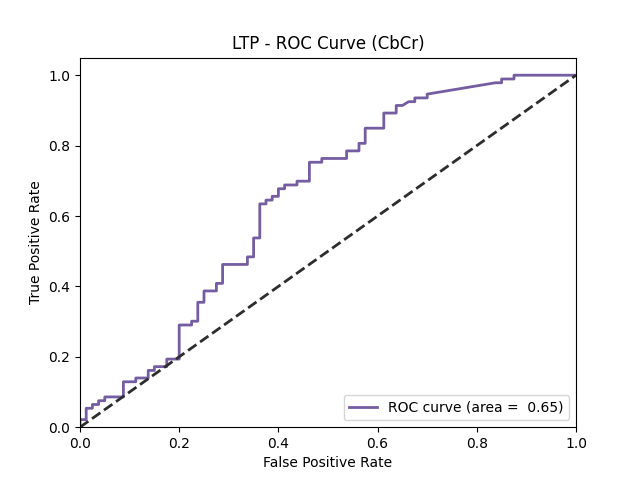 LTP - ROC Curve (CbCr)
True Positive Rate
1.0
0.8
0.6
0.4
0.2
0.0
ROC curve (area =  0.65)
0.0 0.2 0.4 0.6 0.8 1.0
False Positive Rate